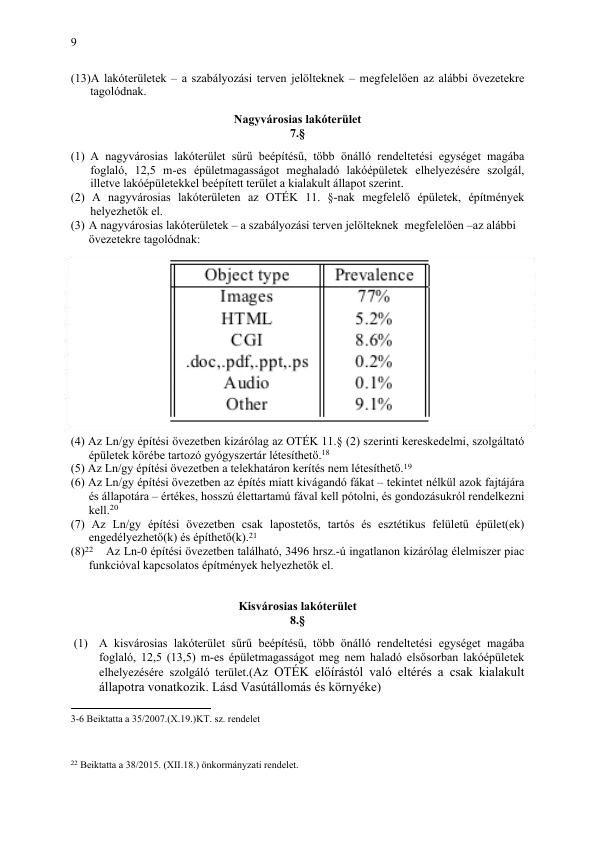 9
(13)A lakóterületek – a szabályozási terven jelölteknek – megfelelően az alábbi övezetekre
tagolódnak.
Nagyvárosias lakóterület
7.§
(1) A nagyvárosias lakóterület sűrű beépítésű, több önálló rendeltetési egységet magába
foglaló, 12,5 m-es épületmagasságot meghaladó lakóépületek elhelyezésére szolgál,
illetve lakóépületekkel beépített terület a kialakult állapot szerint.
(2) A nagyvárosias lakóterületen az OTÉK 11. §-nak megfelelő épületek, építmények
helyezhetők el.
(3) A nagyvárosias lakóterületek – a szabályozási terven jelölteknek megfelelően –az alábbi
övezetekre tagolódnak:
Object type Prevalence
Images 77%
HTML 5.2%
CGI 8.6%
.doc,.pdf,.ppt,.ps 0.2%
Audio 0.1%
Other 9.1%
(4) Az Ln/gy építési övezetben kizárólag az OTÉK 11.§ (2) szerinti kereskedelmi, szolgáltató
épületek körébe tartozó gyógyszertár létesíthető.18
(5) Az Ln/gy építési övezetben a telekhatáron kerítés nem létesíthető.19
(6) Az Ln/gy építési övezetben az építés miatt kivágandó fákat – tekintet nélkül azok fajtájára
és állapotára – értékes, hosszú élettartamú fával kell pótolni, és gondozásukról rendelkezni
kell.20
(7) Az Ln/gy építési övezetben csak lapostetős, tartós és esztétikus felületű épület(ek)
engedélyezhető(k) és építhető(k).21
(8)22 Az Ln-0 építési övezetben található, 3496 hrsz.-ú ingatlanon kizárólag élelmiszer piac
funkcióval kapcsolatos építmények helyezhetők el.
Kisvárosias lakóterület
8.§
(1) A kisvárosias lakóterület sűrű beépítésű, több önálló rendeltetési egységet magába
foglaló, 12,5 (13,5) m-es épületmagasságot meg nem haladó elsősorban lakóépületek
elhelyezésére szolgáló terület.(Az OTÉK előírástól való eltérés a csak kialakult
állapotra vonatkozik. Lásd Vasútállomás és környéke)
3-6 Beiktatta a 35/2007.(X.19.)KT. sz. rendelet
22 Beiktatta a 38/2015. (XII.18.) önkormányzati rendelet.